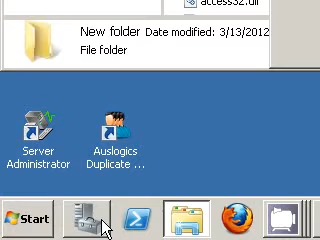 access32.dll
New folder Date modified: 3/13/2012
File folder
Server
Administrator
Auslogics
Duplicate ...
Start